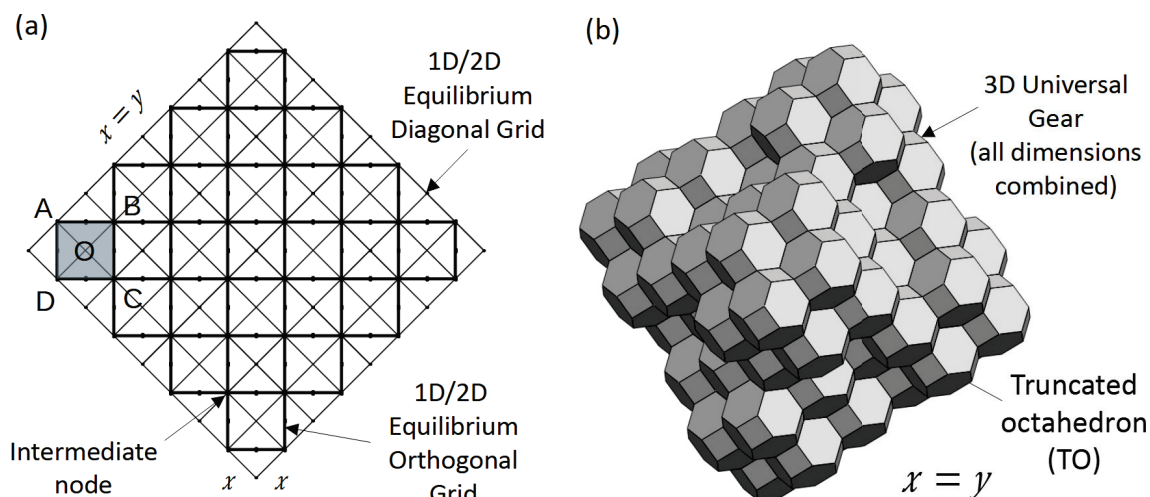 (a)
1D/2D
Equilibrium
Diagonal Grid
x = y
A
B
O
D
C
Intermediate
node
x
x
1D/2D
Equilibrium
Orthogonal
Grid
(b)
3D Universal
Gear
(all dimensions
combined)
Truncated
octahedron
(TO)
x = y